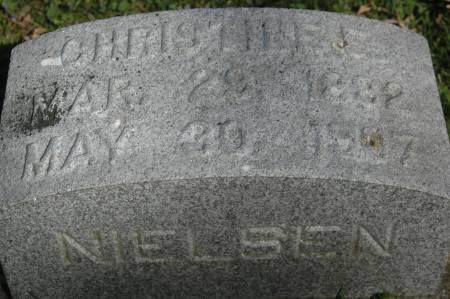 CHRISTINE E.
MAR. 29
MAY 30
NIELSEN